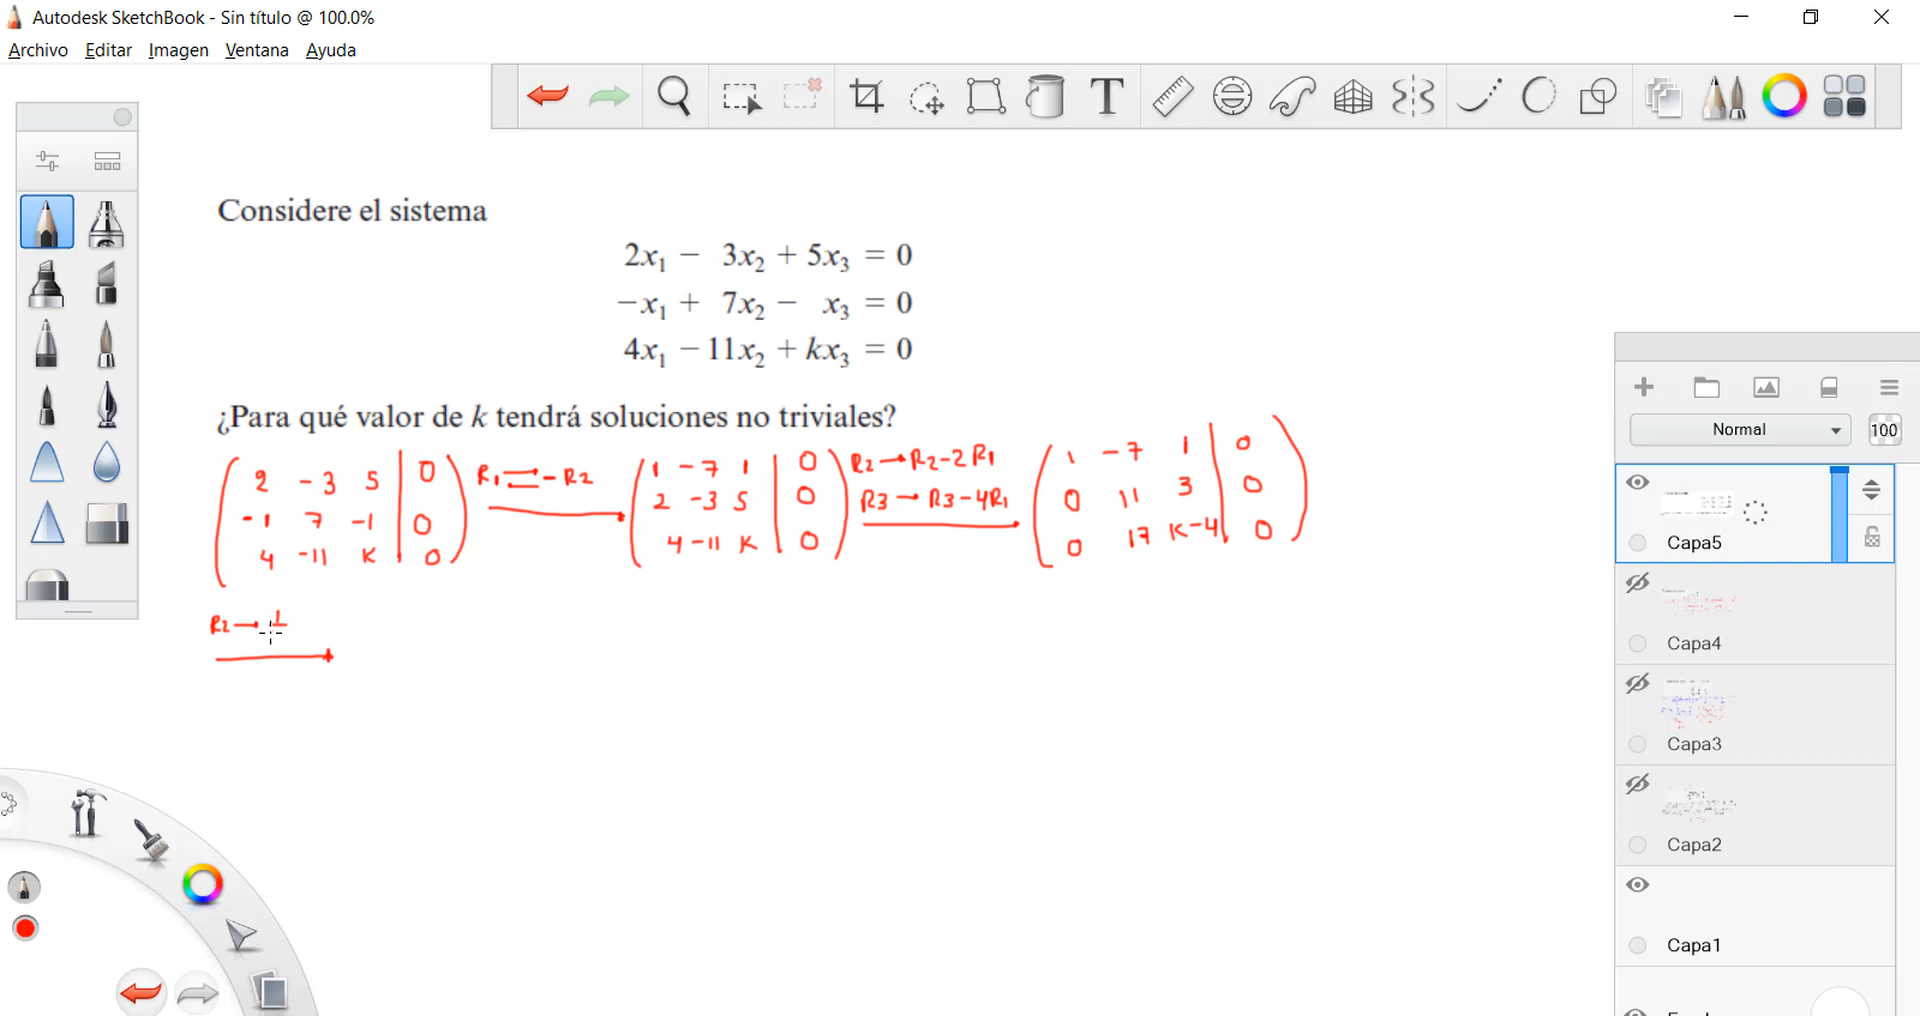 Autodesk SketchBook - Sin título @ 100.0%
Archivo Editar Imagen Ventana Ayuda
Considere el sistema
2x₁ − 3x₂ + 5x₃ = 0
−x₁ + 7x₂ − x₃ = 0
4x₁ − 11x₂ + kx₃ = 0
¿Para qué valor de k tendrá soluciones no triviales?
2 -3 5 | 0
-1 7 -1 | 0
4 -11 K | 0
R1 ⇌ -R2
1 -7 1 | 0
2 -3 5 | 0
4 -11 K | 0
R2 → R2-2R1
R3 → R3-4R1
1 -7 1 | 0
0 11 3 | 0
0 17 K-4 | 0
R2 → 1
Normal
100
Capa5
Capa4
Capa3
Capa2
Capa1